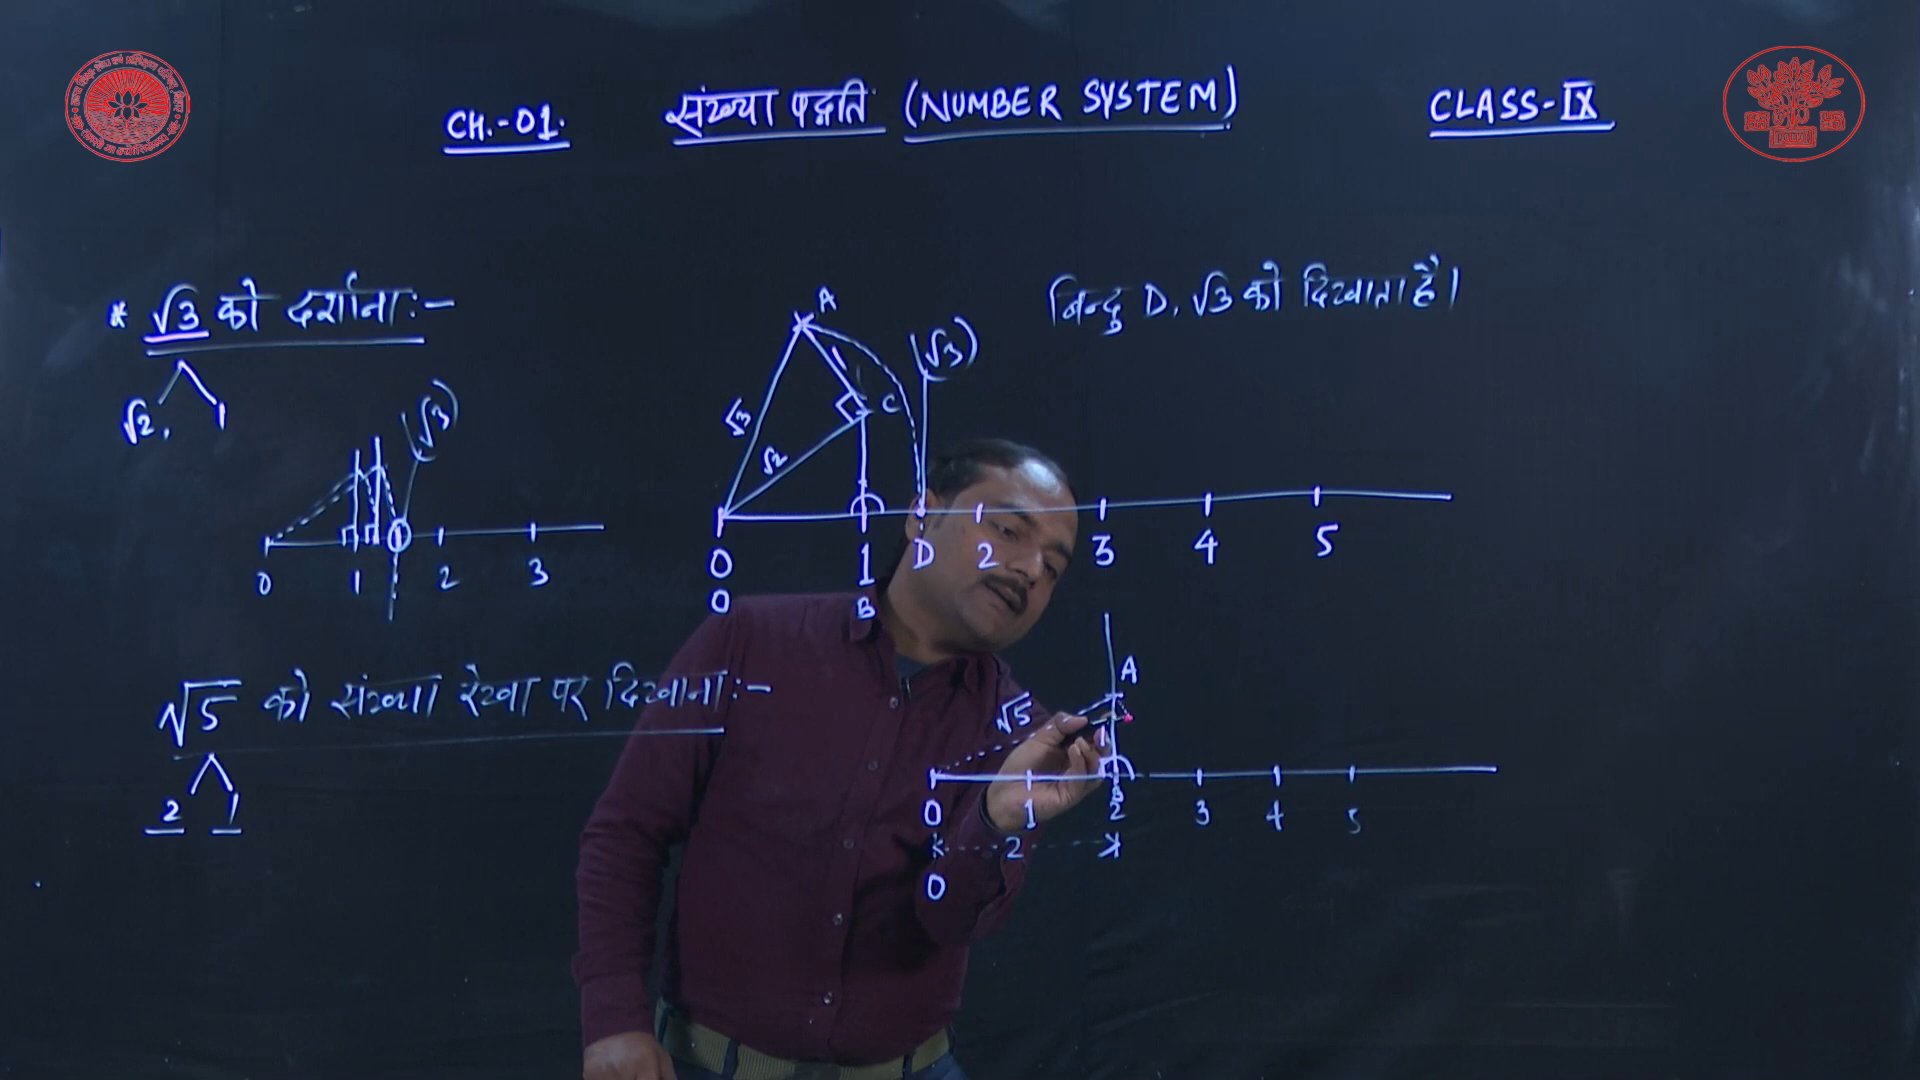 CH.-01.
संख्या पद्धति (NUMBER SYSTEM)
CLASS-IX
* √3 को दर्शाना:-
√2, 1
(√3)
0 1 2 3
बिन्दु D, √3 को दिखाता है।
A
1
(√3)
√3
C
√2
0 1 D 2 3 4 5
0 B
√5 को संख्या रेखा पर दिखाना:-
2 1
A
√5
1
B
0 1 2 3 4 5
2
0